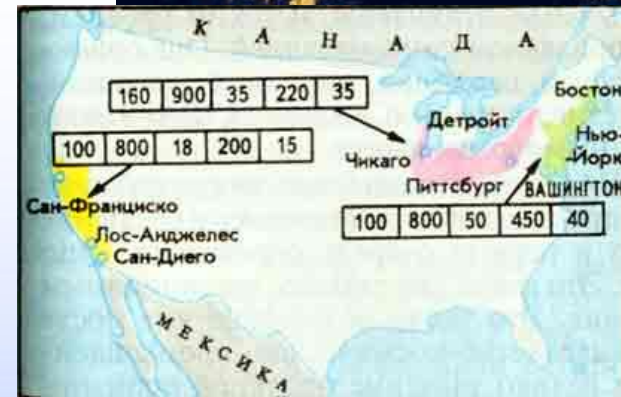 КАНАДА
160 900 35 220 35
Бостон
Детройт
100 800 18 200 15
Нью-
-Йорк
Чикаго
Питтсбург
ВАШИНГТОН
Сан-Франциско
100 800 50 450 40
Лос-Анджелес
Сан-Диего
МЕКСИКА